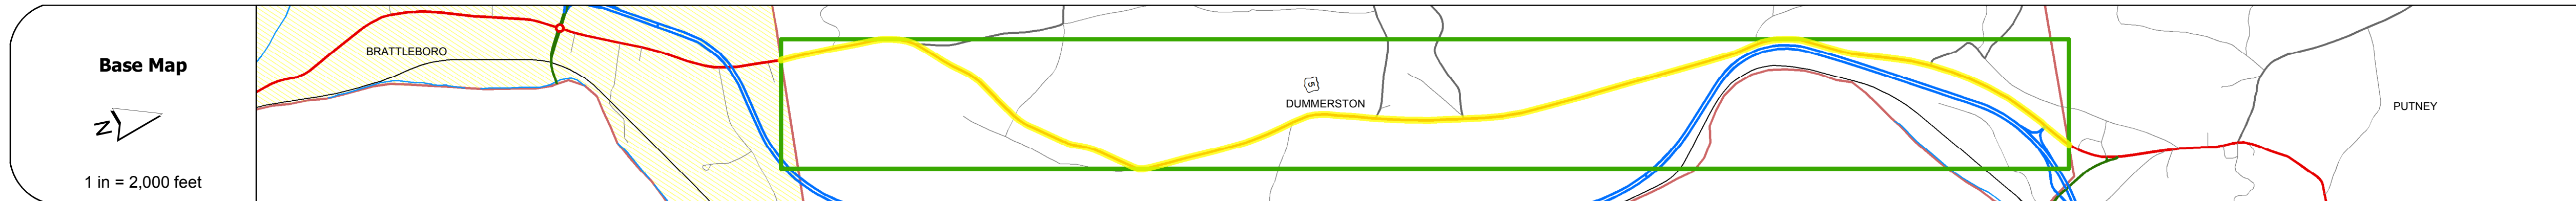 Base Map
N
1 in = 2,000 feet
BRATTLEBORO
5
DUMMERSTON
PUTNEY